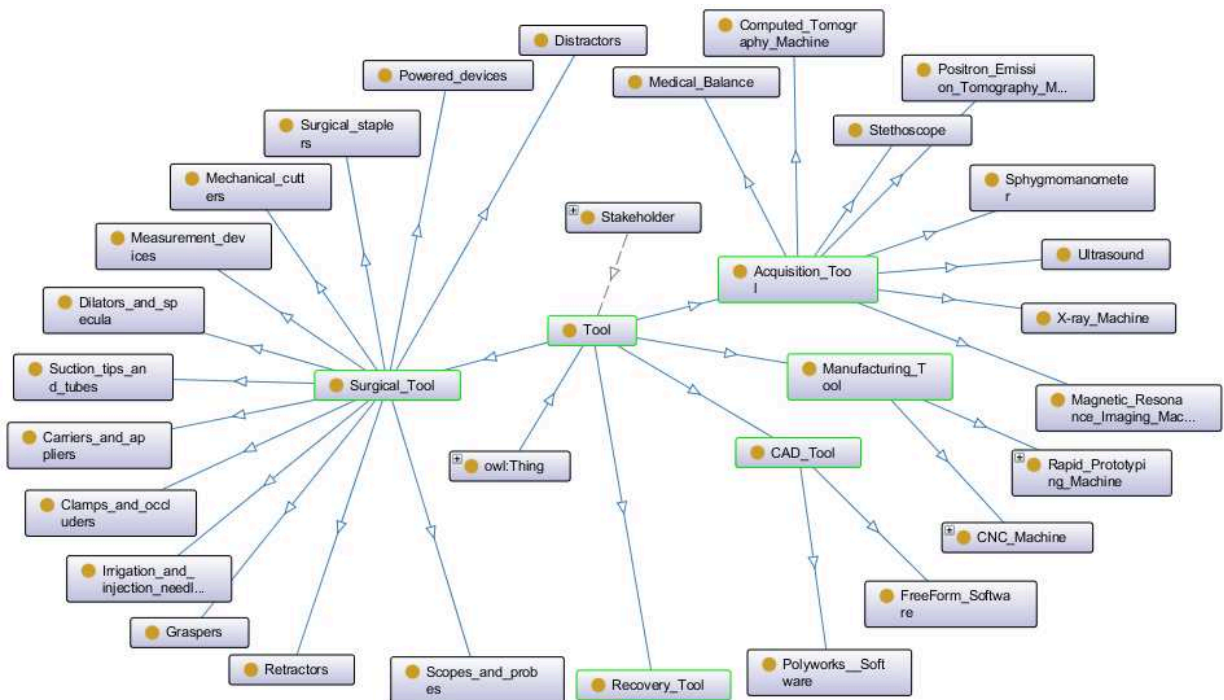 Distractors
Powered_devices
Surgical_staple
rs
Mechanical_cutt
ers
Measurement_dev
ices
Dilators_and_sp
ecula
Suction_tips_an
d_tubes
Carriers_and_ap
pliers
Clamps_and_occl
uders
Irrigation_and_
injection_needl...
Graspers
Retractors
Scopes_and_prob
es
Surgical_Tool
Stakeholder
Tool
owl:Thing
Recovery_Tool
Computed_Tomogr
aphy_Machine
Medical_Balance
Positron_Emissi
on_Tomography_M...
Stethoscope
Sphygmomanomete
r
Acquisition_Too
l
Ultrasound
X-ray_Machine
Magnetic_Resona
nce_Imaging_Mac...
Manufacturing_T
ool
Rapid_Prototypi
ng_Machine
CNC_Machine
CAD_Tool
FreeForm_Softwa
re
Polyworks__Soft
ware